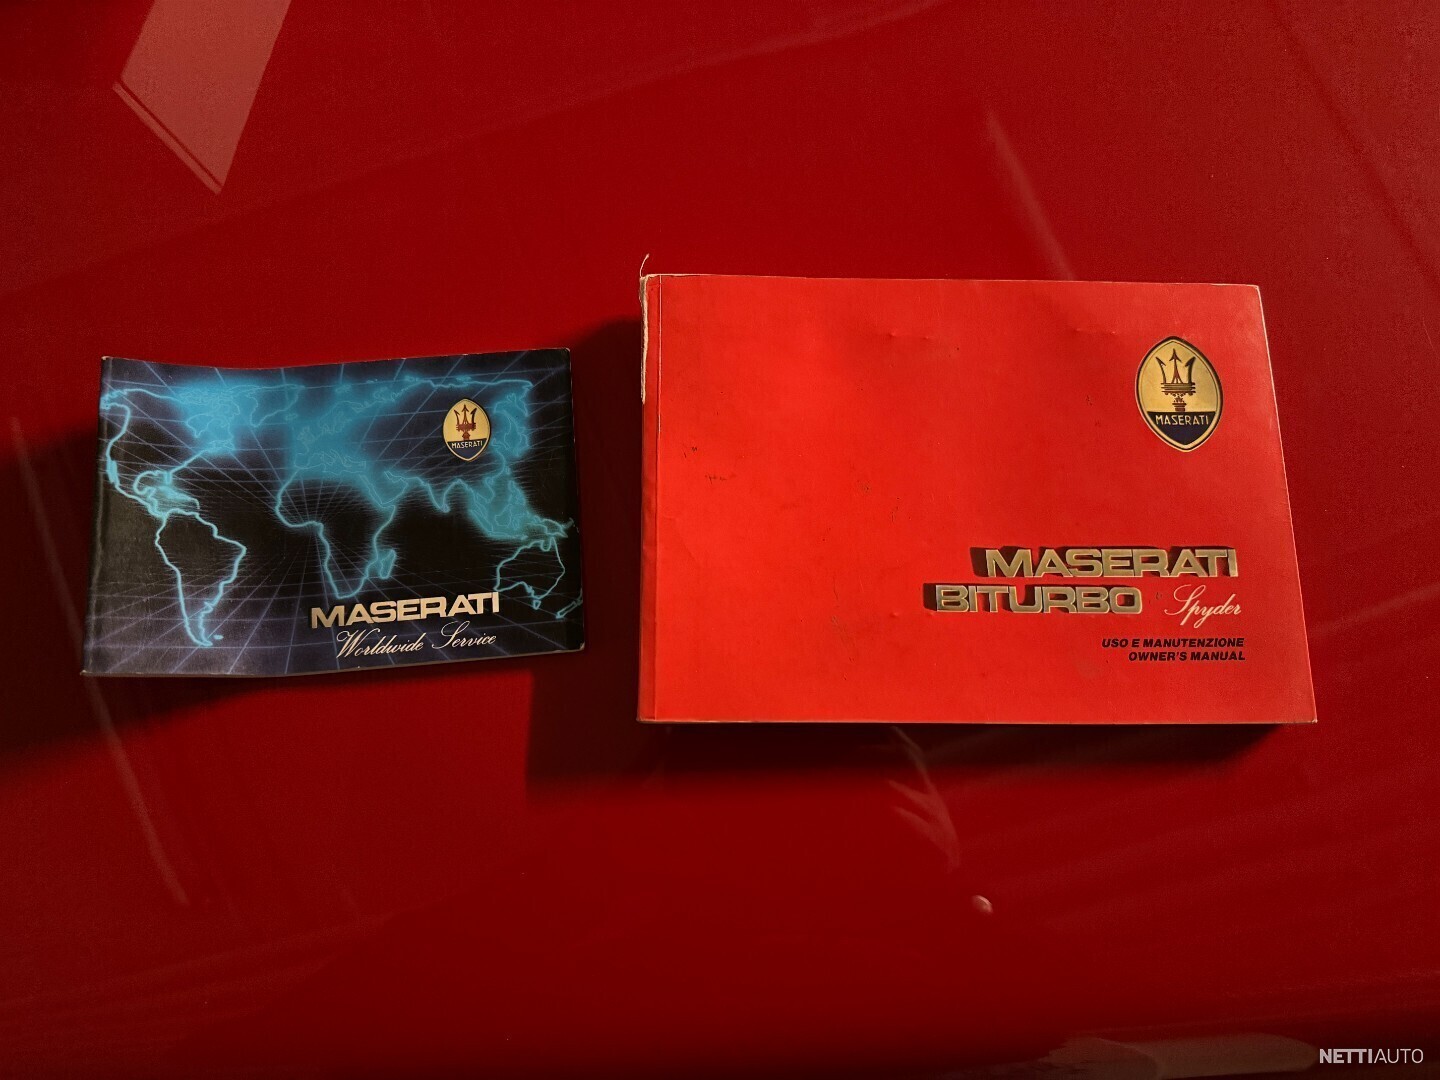 MASERATI
MASERATI
Worldwide Service
MASERATI
MASERATI
BITURBO Spyder
USO E MANUTENZIONE
OWNER'S MANUAL
NETTIAUTO